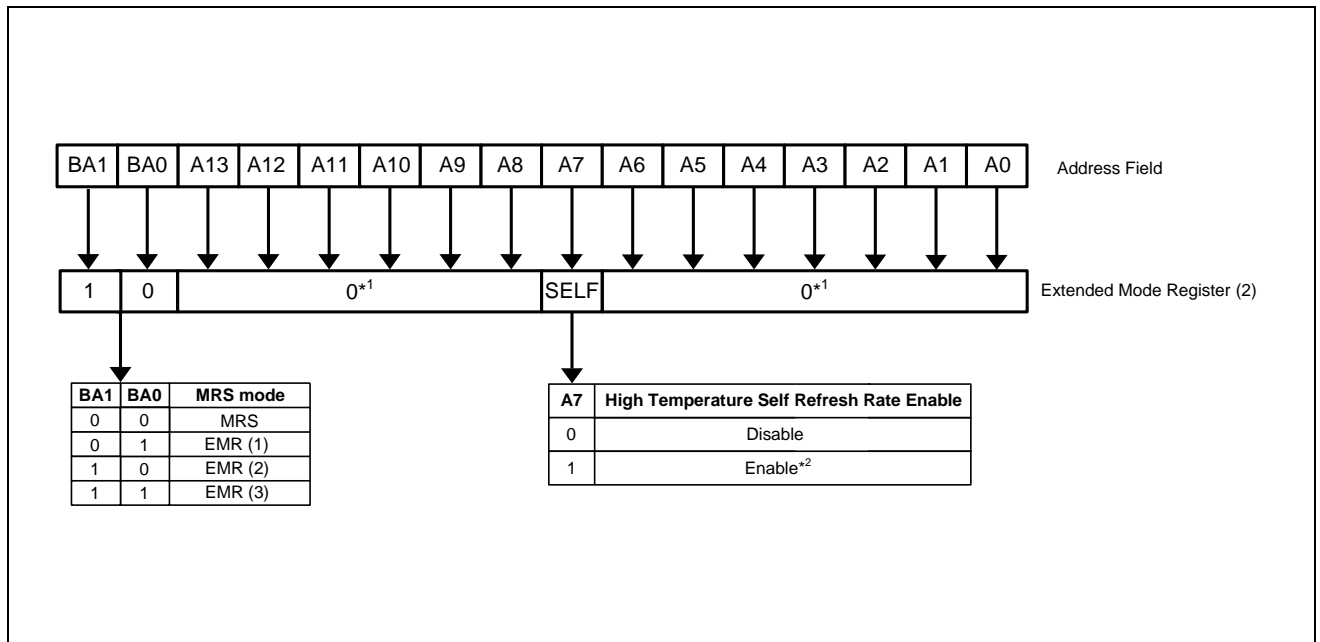 BA1 BA0 A13 A12 A11 A10 A9 A8 A7 A6 A5 A4 A3 A2 A1 A0 Address Field
1 0 0*1 SELF 0*1 Extended Mode Register (2)
BA1 BA0 MRS mode
0 0 MRS
0 1 EMR (1)
1 0 EMR (2)
1 1 EMR (3)
A7 High Temperature Self Refresh Rate Enable
0 Disable
1 Enable*2